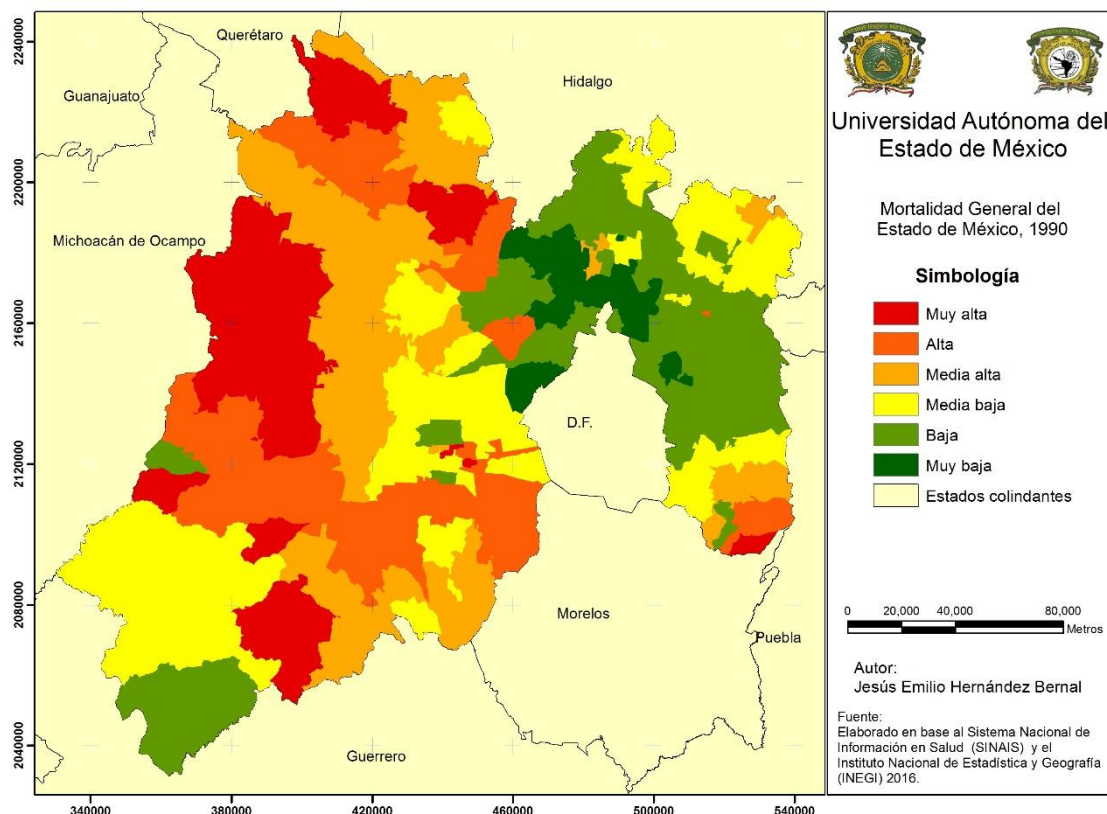 Querétaro
Guanajuato
Hidalgo
Michoacán de Ocampo
D.F.
Morelos
Puebla
Guerrero
2240000
2200000
2160000
2120000
2080000
2040000
340000
380000
420000
460000
500000
540000
Universidad Autónoma del
Estado de México
Mortalidad General del
Estado de México, 1990
Simbología
Muy alta
Alta
Media alta
Media baja
Baja
Muy baja
Estados colindantes
0 20,000 40,000 80,000
Metros
Autor:
Jesús Emilio Hernández Bernal
Fuente:
Elaborado en base al Sistema Nacional de
Información en Salud (SINAIS) y el
Instituto Nacional de Estadística y Geografía
(INEGI) 2016.